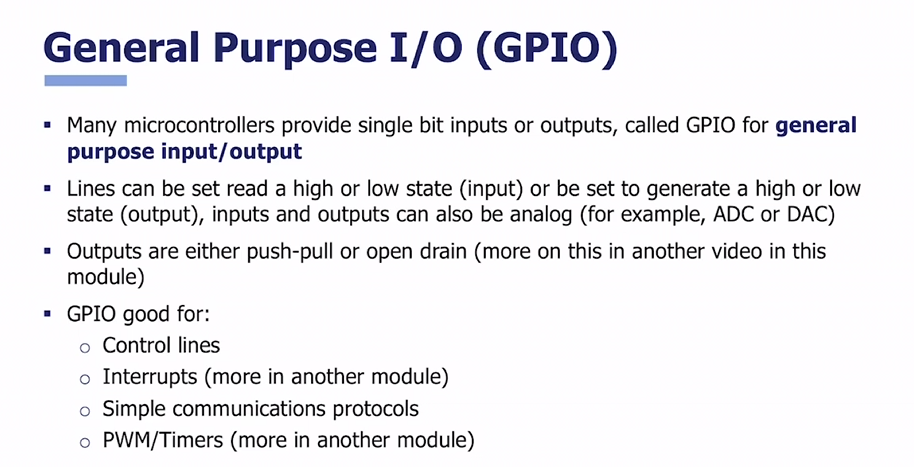 General Purpose I/O (GPIO)
▪ Many microcontrollers provide single bit inputs or outputs, called GPIO for general
purpose input/output
▪ Lines can be set read a high or low state (input) or be set to generate a high or low
state (output), inputs and outputs can also be analog (for example, ADC or DAC)
▪ Outputs are either push-pull or open drain (more on this in another video in this
module)
▪ GPIO good for:
o Control lines
o Interrupts (more in another module)
o Simple communications protocols
o PWM/Timers (more in another module)